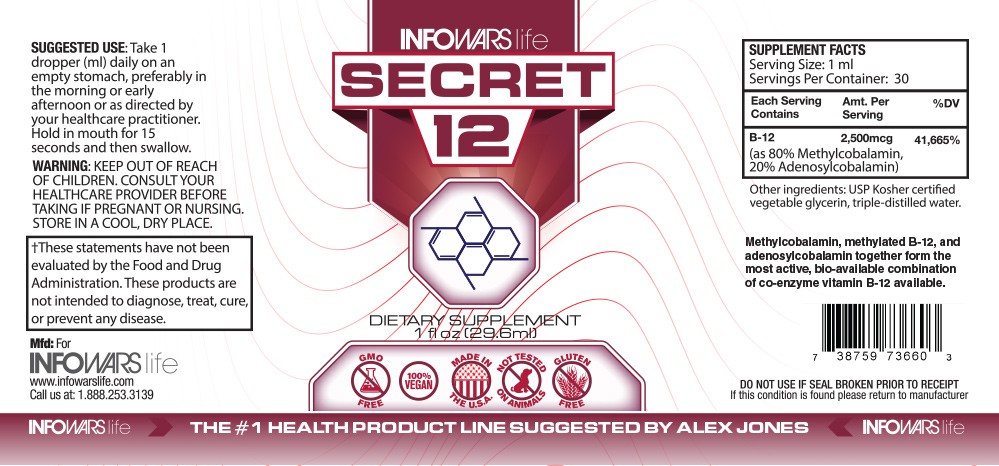 SUGGESTED USE: Take 1
dropper (ml) daily on an
empty stomach, preferably in
the morning or early
afternoon or as directed by
your healthcare practitioner.
Hold in mouth for 15
seconds and then swallow.
WARNING: KEEP OUT OF REACH
OF CHILDREN. CONSULT YOUR
HEALTHCARE PROVIDER BEFORE
TAKING IF PREGNANT OR NURSING.
STORE IN A COOL, DRY PLACE.
†These statements have not been
evaluated by the Food and Drug
Administration. These products are
not intended to diagnose, treat, cure,
or prevent any disease.
Mfd: For
INFOWARS life
www.infowarslife.com
Call us at: 1.888.253.3139
INFOWARS life
SECRET
12
DIETARY SUPPLEMENT
1 fl oz (29.6ml)
GMO
FREE
100%
VEGAN
MADE IN
THE U.S.A.
NOT TESTED
ON ANIMALS
GLUTEN
FREE
SUPPLEMENT FACTS
Serving Size: 1 ml
Servings Per Container: 30
Each Serving Contains Amt. Per Serving %DV
B-12 2,500mcg 41,665%
(as 80% Methylcobalamin,
20% Adenosylcobalamin)
Other ingredients: USP Kosher certified
vegetable glycerin, triple-distilled water.
Methylcobalamin, methylated B-12, and
adenosylcobalamin together form the
most active, bio-available combination
of co-enzyme vitamin B-12 available.
7 38759 73660 3
DO NOT USE IF SEAL BROKEN PRIOR TO RECEIPT
If this condition is found please return to manufacturer
INFOWARS life THE #1 HEALTH PRODUCT LINE SUGGESTED BY ALEX JONES INFOWARS life